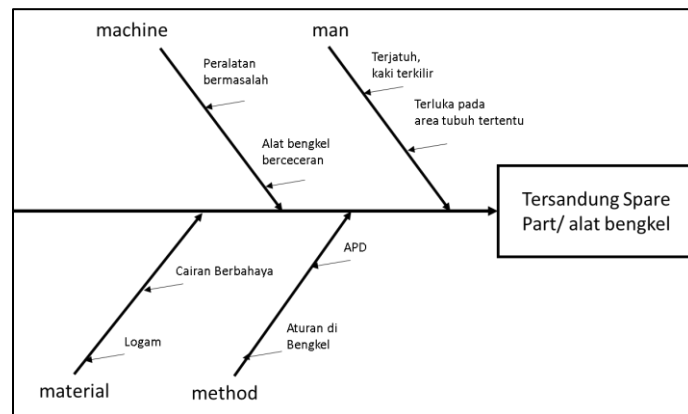 machine
man
Peralatan
bermasalah
Alat bengkel
berceceran
Terjatuh,
kaki terkilir
Terluka pada
area tubuh tertentu
Tersandung Spare
Part/ alat bengkel
Cairan Berbahaya
Logam
material
APD
Aturan di
Bengkel
method